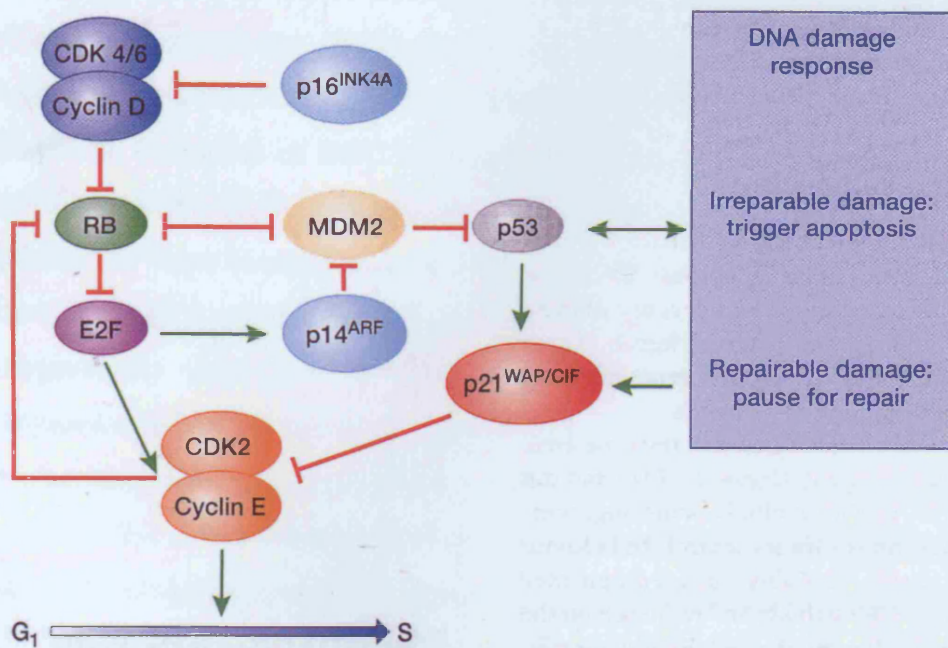 CDK 4/6
Cyclin D
p16INK4A
RB
MDM2
p53
E2F
p14ARF
p21WAP/CIF
CDK2
Cyclin E
G1
S
DNA damage
response
Irreparable damage:
trigger apoptosis
Repairable damage:
pause for repair